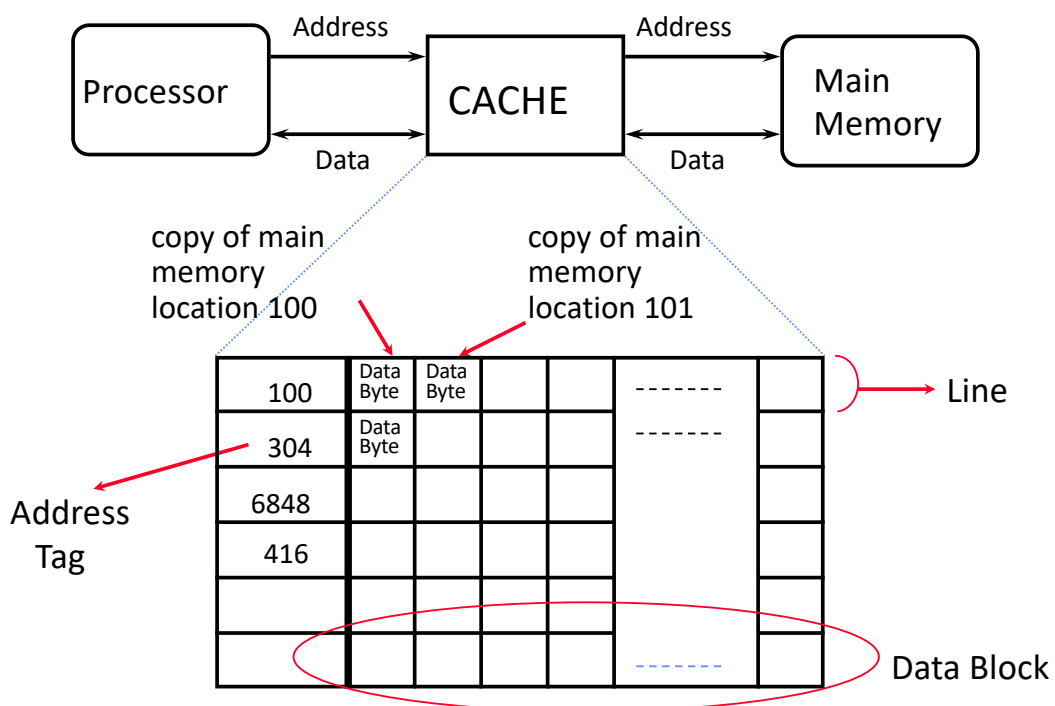 Address
Address
Processor
CACHE
Main
Memory
Data
Data
copy of main
memory
location 100
copy of main
memory
location 101
100
Data
Byte
Data
Byte
Line
304
Data
Byte
6848
Address
Tag
416
Data Block